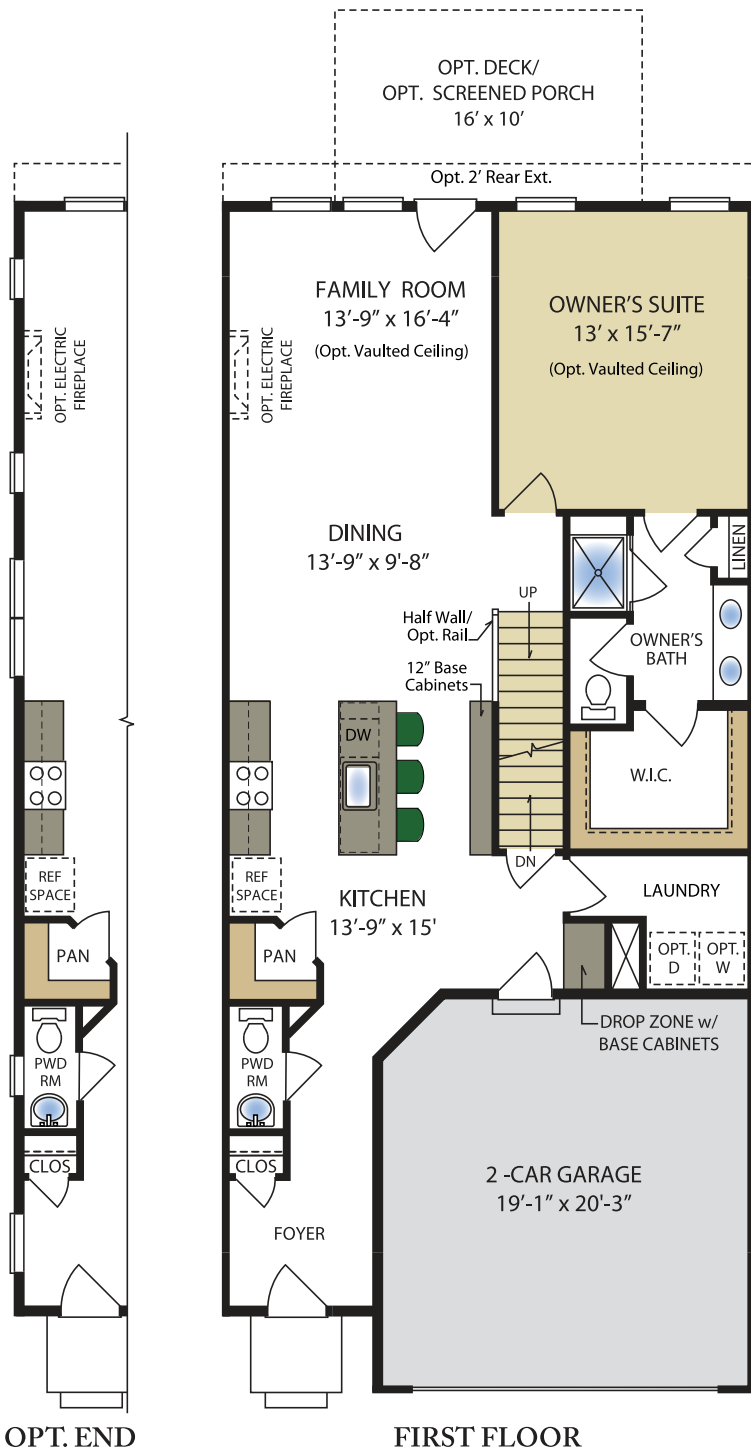 OPT. DECK/
OPT. SCREENED PORCH
16' x 10'
Opt. 2' Rear Ext.
FAMILY ROOM
13'-9" x 16'-4"
(Opt. Vaulted Ceiling)
OWNER'S SUITE
13' x 15'-7"
(Opt. Vaulted Ceiling)
OPT. ELECTRIC
FIREPLACE
OPT. ELECTRIC
FIREPLACE
DINING
13'-9" x 9'-8"
LINEN
UP
Half Wall/
Opt. Rail
OWNER'S
BATH
12" Base
Cabinets
DW
W.I.C.
DN
REF
SPACE
REF
SPACE
KITCHEN
13'-9" x 15'
LAUNDRY
PAN
PAN
OPT.
D
OPT.
W
DROP ZONE w/
BASE CABINETS
PWD
RM
PWD
RM
CLOS
CLOS
2 -CAR GARAGE
19'-1" x 20'-3"
FOYER
OPT. END
FIRST FLOOR